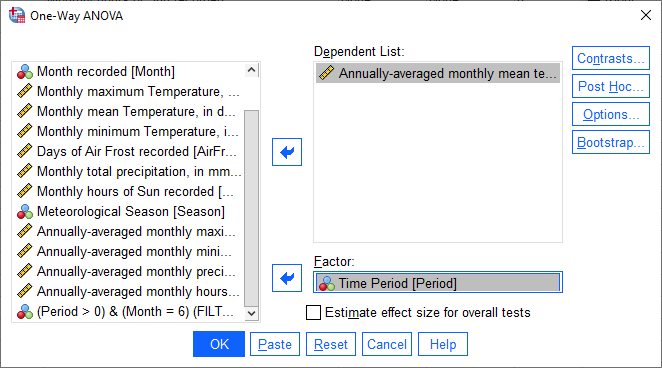 One-Way ANOVA
Dependent List:
Month recorded [Month]
Monthly maximum Temperature, ...
Monthly mean Temperature, in d...
Monthly minimum Temperature, i...
Days of Air Frost recorded [AirFr...
Monthly total precipitation, in mm...
Monthly hours of Sun recorded [...
Meteorological Season [Season]
Annually-averaged monthly maxi...
Annually-averaged monthly mini...
Annually-averaged monthly preci...
Annually-averaged monthly hours...
(Period > 0) & (Month = 6) (FILT...
Annually-averaged monthly mean te...
Factor:
Time Period [Period]
Estimate effect size for overall tests
Contrasts...
Post Hoc...
Options...
Bootstrap...
OK
Paste
Reset
Cancel
Help